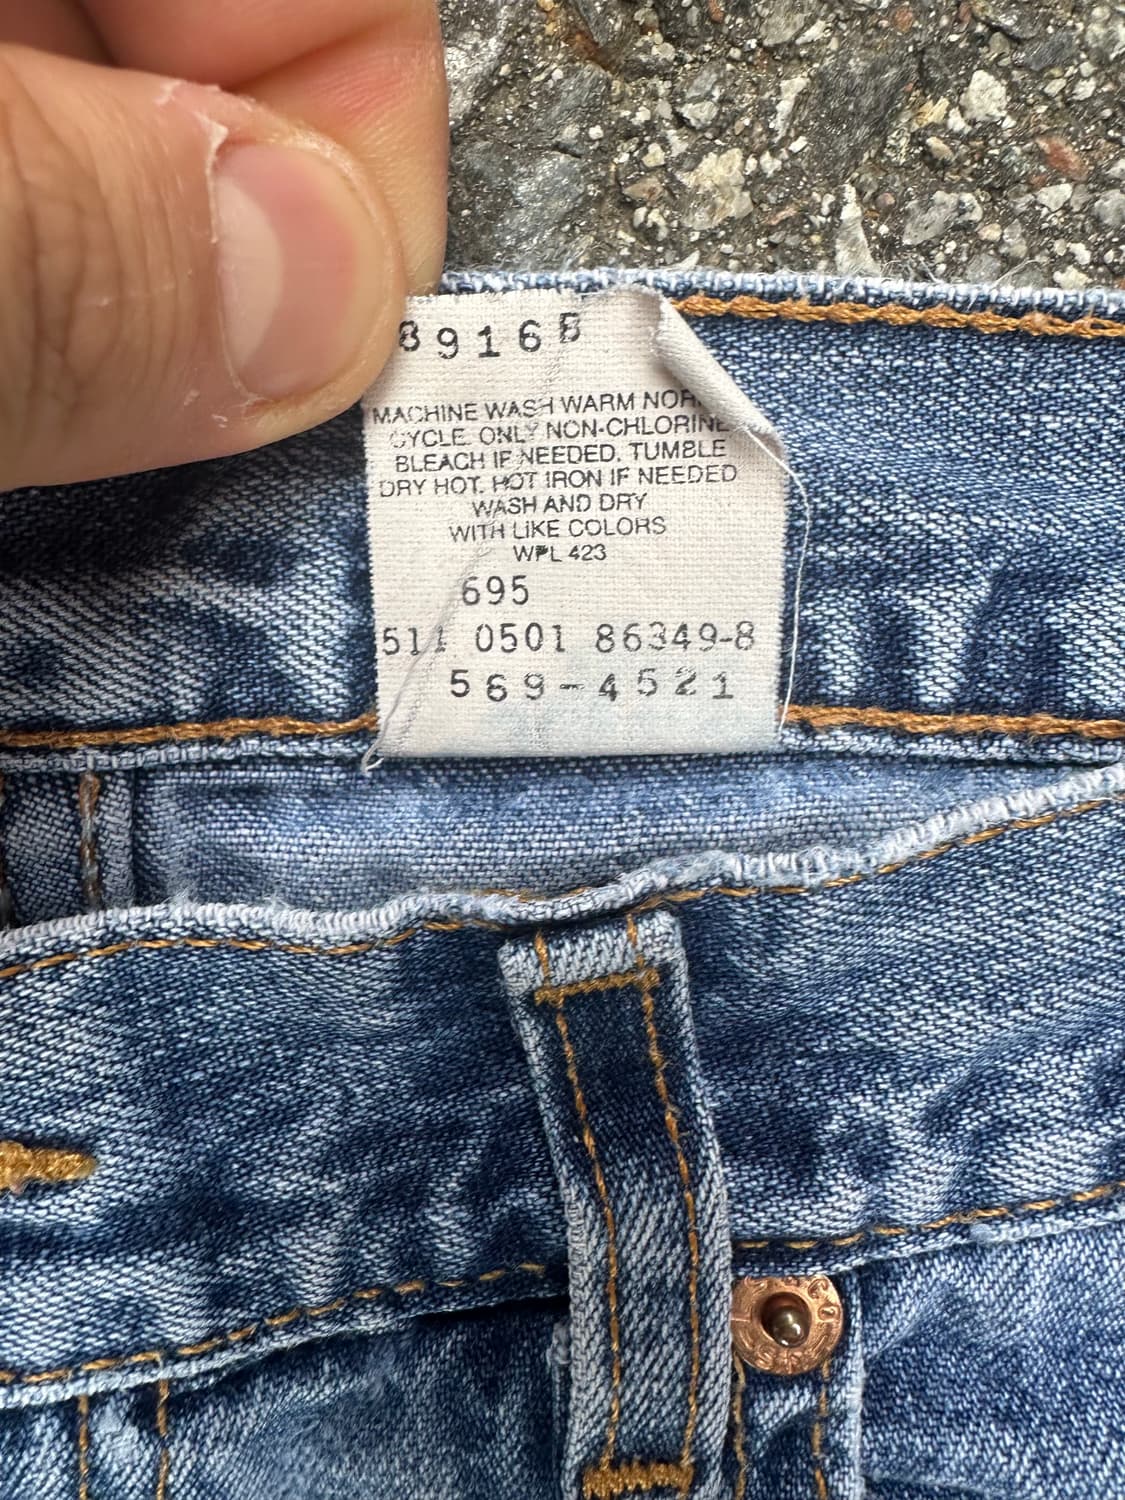 8916B
MACHINE WASH WARM NOR
CYCLE. ONLY NON-CHLORINE
BLEACH IF NEEDED. TUMBLE
DRY HOT. HOT IRON IF NEEDED
WASH AND DRY
WITH LIKE COLORS
WPL 423
695
511 0501 86349-8
569-4521